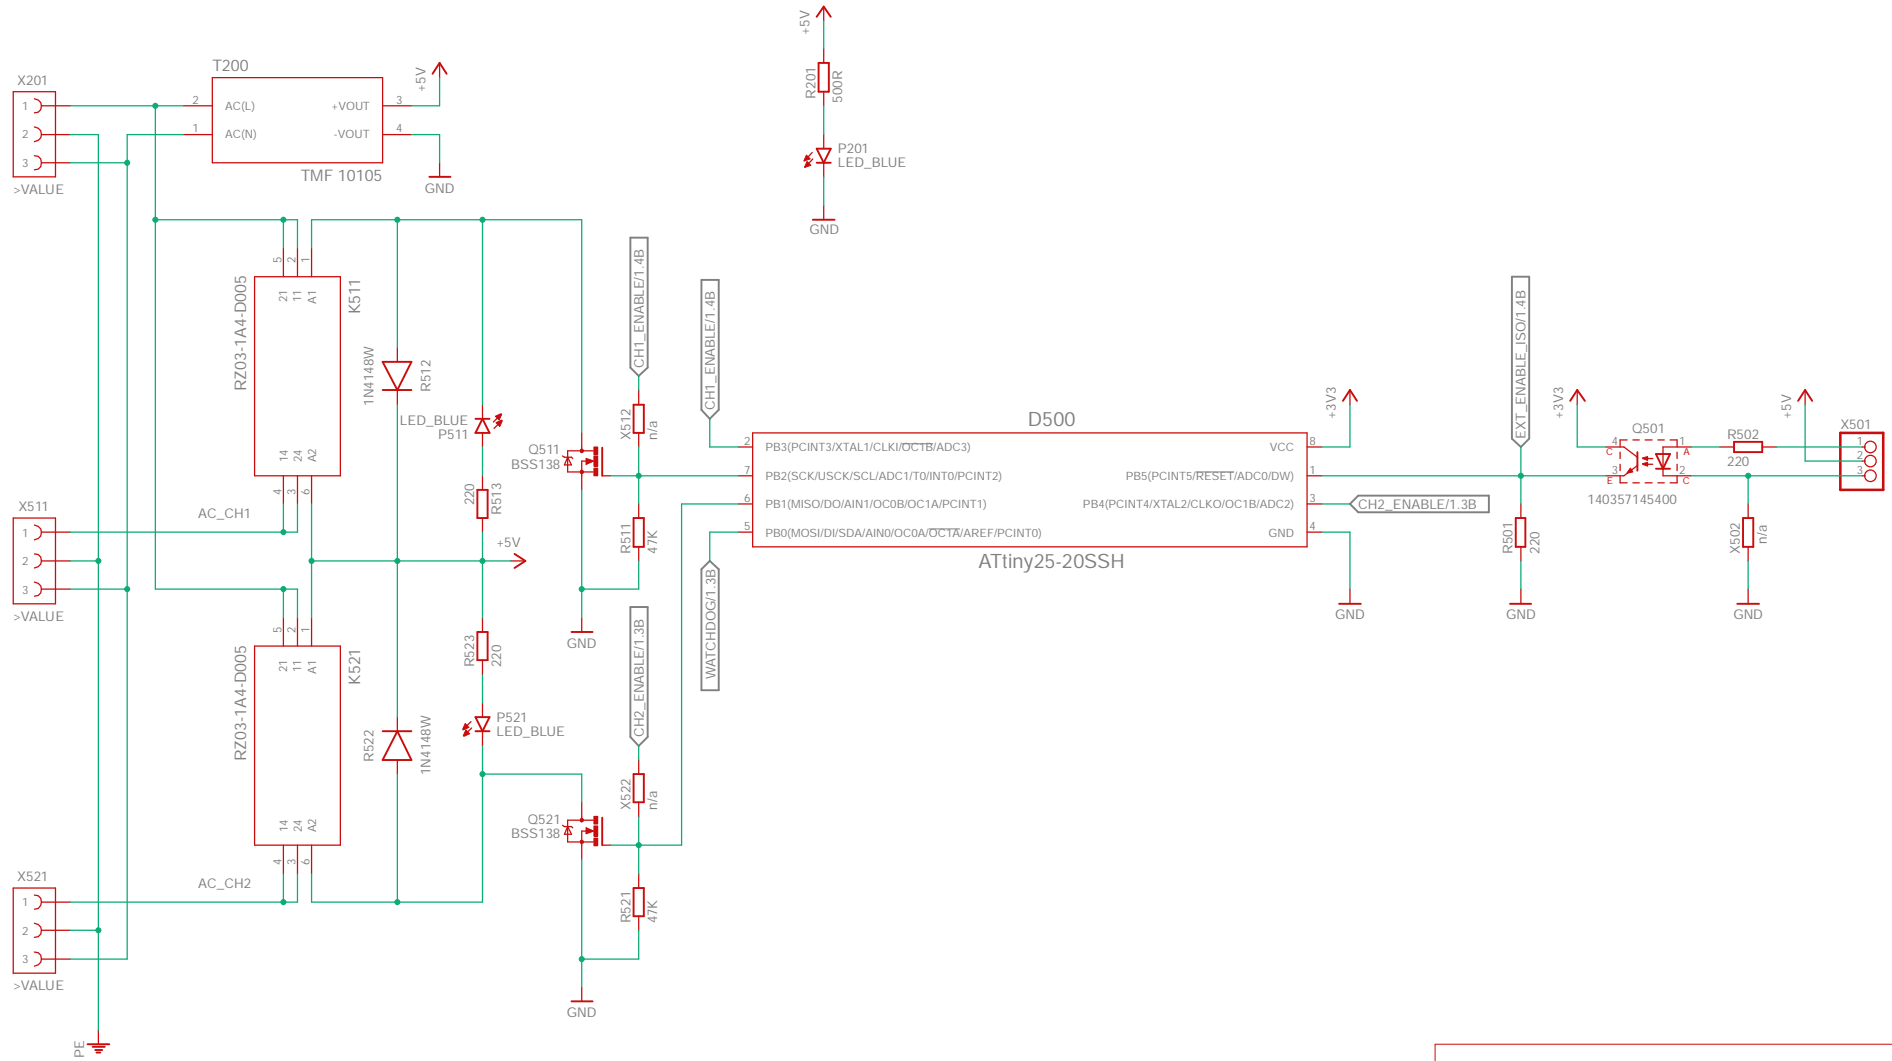 X201
1
2
3
>VALUE
T200
2 AC(L) +VOUT 3
1 AC(N) -VOUT 4
TMF 10105
+5V
GND
+5V
R201
500R
P201
LED_BLUE
GND
5 2 1
21 11 A1
K511
RZ03-1A4-D005
14 24 A2
4 3 6
AC_CH1
1N4148W
R512
LED_BLUE
P511
220
R513
+5V
Q511
BSS138
CH1_ENABLE/1.4B
X512
n/a
R511
47K
GND
X511
1
2
3
>VALUE
5 2 1
21 11 A1
K521
RZ03-1A4-D005
14 24 A2
4 3 6
AC_CH2
R522
1N4148W
R523
220
P521
LED_BLUE
Q521
BSS138
CH2_ENABLE/1.3B
X522
n/a
R521
47K
GND
X521
1
2
3
>VALUE
PE
CH1_ENABLE/1.4B
WATCHDOG/1.3B
D500
2 PB3(PCINT3/XTAL1/CLKI/OC1B/ADC3) VCC 8
7 PB2(SCK/USCK/SCL/ADC1/T0/INT0/PCINT2) PB5(PCINT5/RESET/ADC0/DW) 1
6 PB1(MISO/DO/AIN1/OC0B/OC1A/PCINT1) PB4(PCINT4/XTAL2/CLKO/OC1B/ADC2) 3
5 PB0(MOSI/DI/SDA/AIN0/OC0A/OC1A/AREF/PCINT0) GND 4
ATtiny25-20SSH
+3V3
CH2_ENABLE/1.3B
GND
EXT_ENABLE_ISO/1.4B
R501
220
GND
+3V3
Q501
4 C 1 A
3 E 2 C
140357145400
R502
220
+5V
X501
1
2
3
X502
n/a
GND